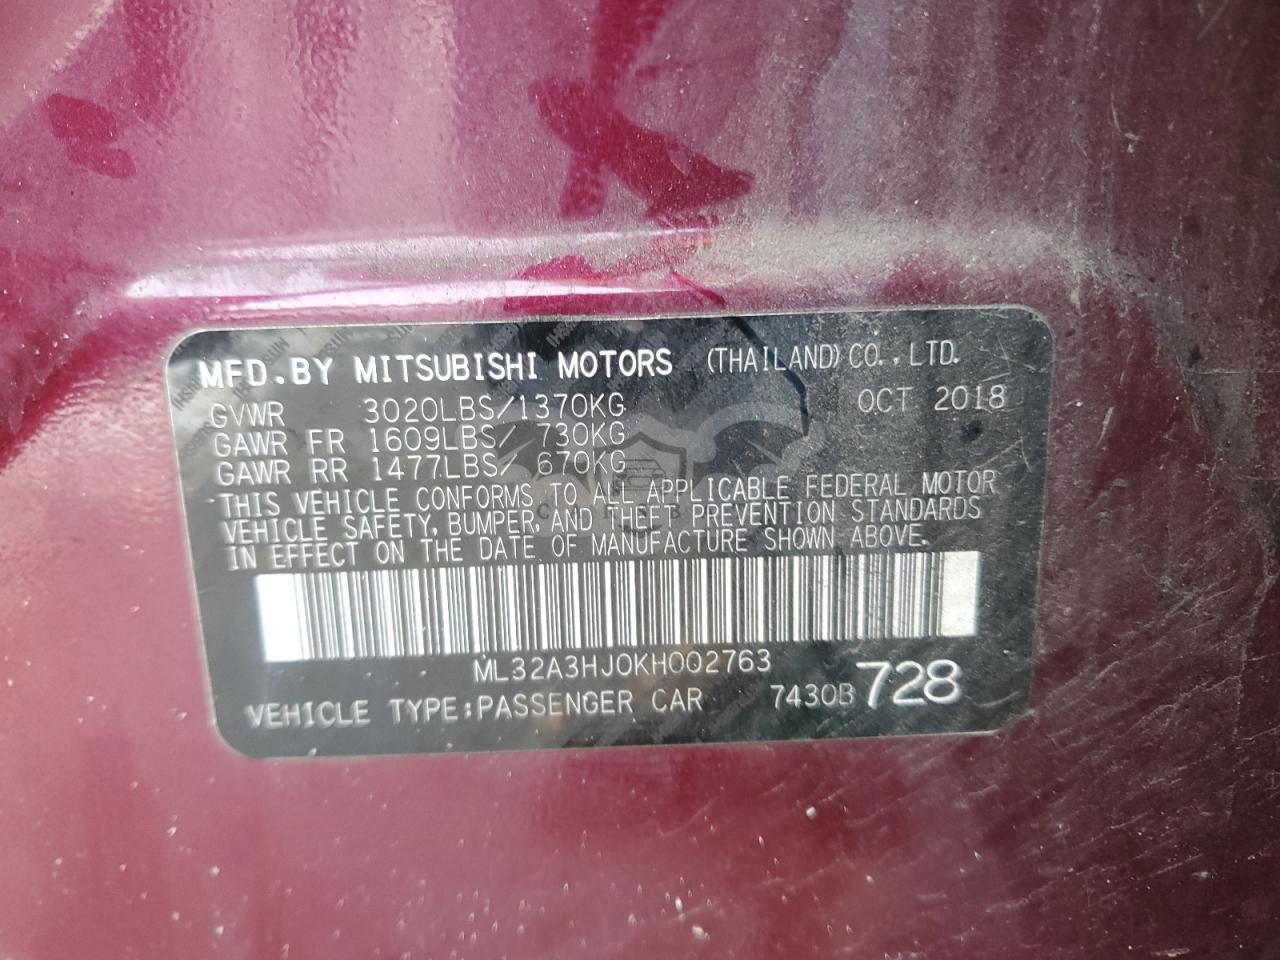 MFD.BY MITSUBISHI MOTORS (THAILAND) CO.,LTD.
GVWR 3020LBS/1370KG OCT 2018
GAWR FR 1609LBS/ 730KG
GAWR RR 1477LBS/ 670KG
THIS VEHICLE CONFORMS TO ALL APPLICABLE FEDERAL MOTOR
VEHICLE SAFETY, BUMPER, AND THEFT PREVENTION STANDARDS
IN EFFECT ON THE DATE OF MANUFACTURE SHOWN ABOVE.
ML32A3HJ0KH002763
VEHICLE TYPE:PASSENGER CAR 7430B 728